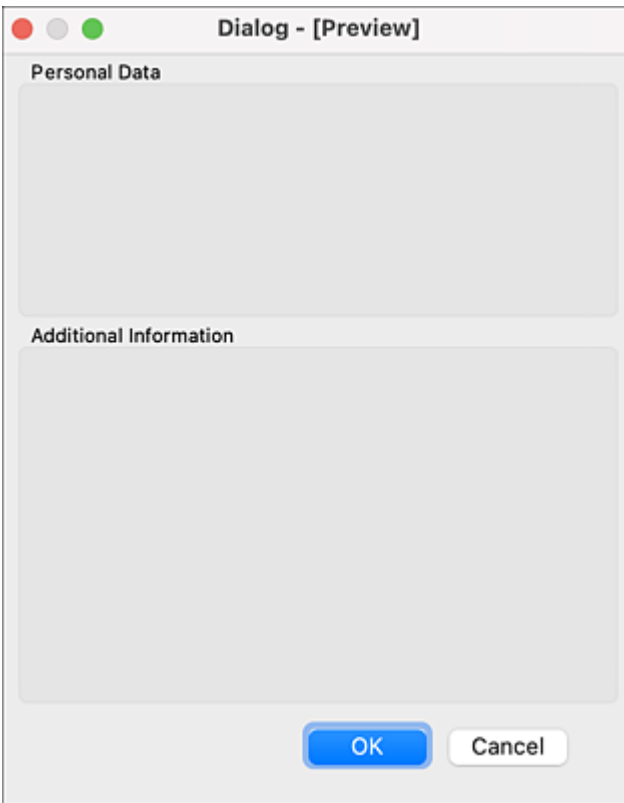 Dialog - [Preview]
Personal Data
Additional Information
OK Cancel